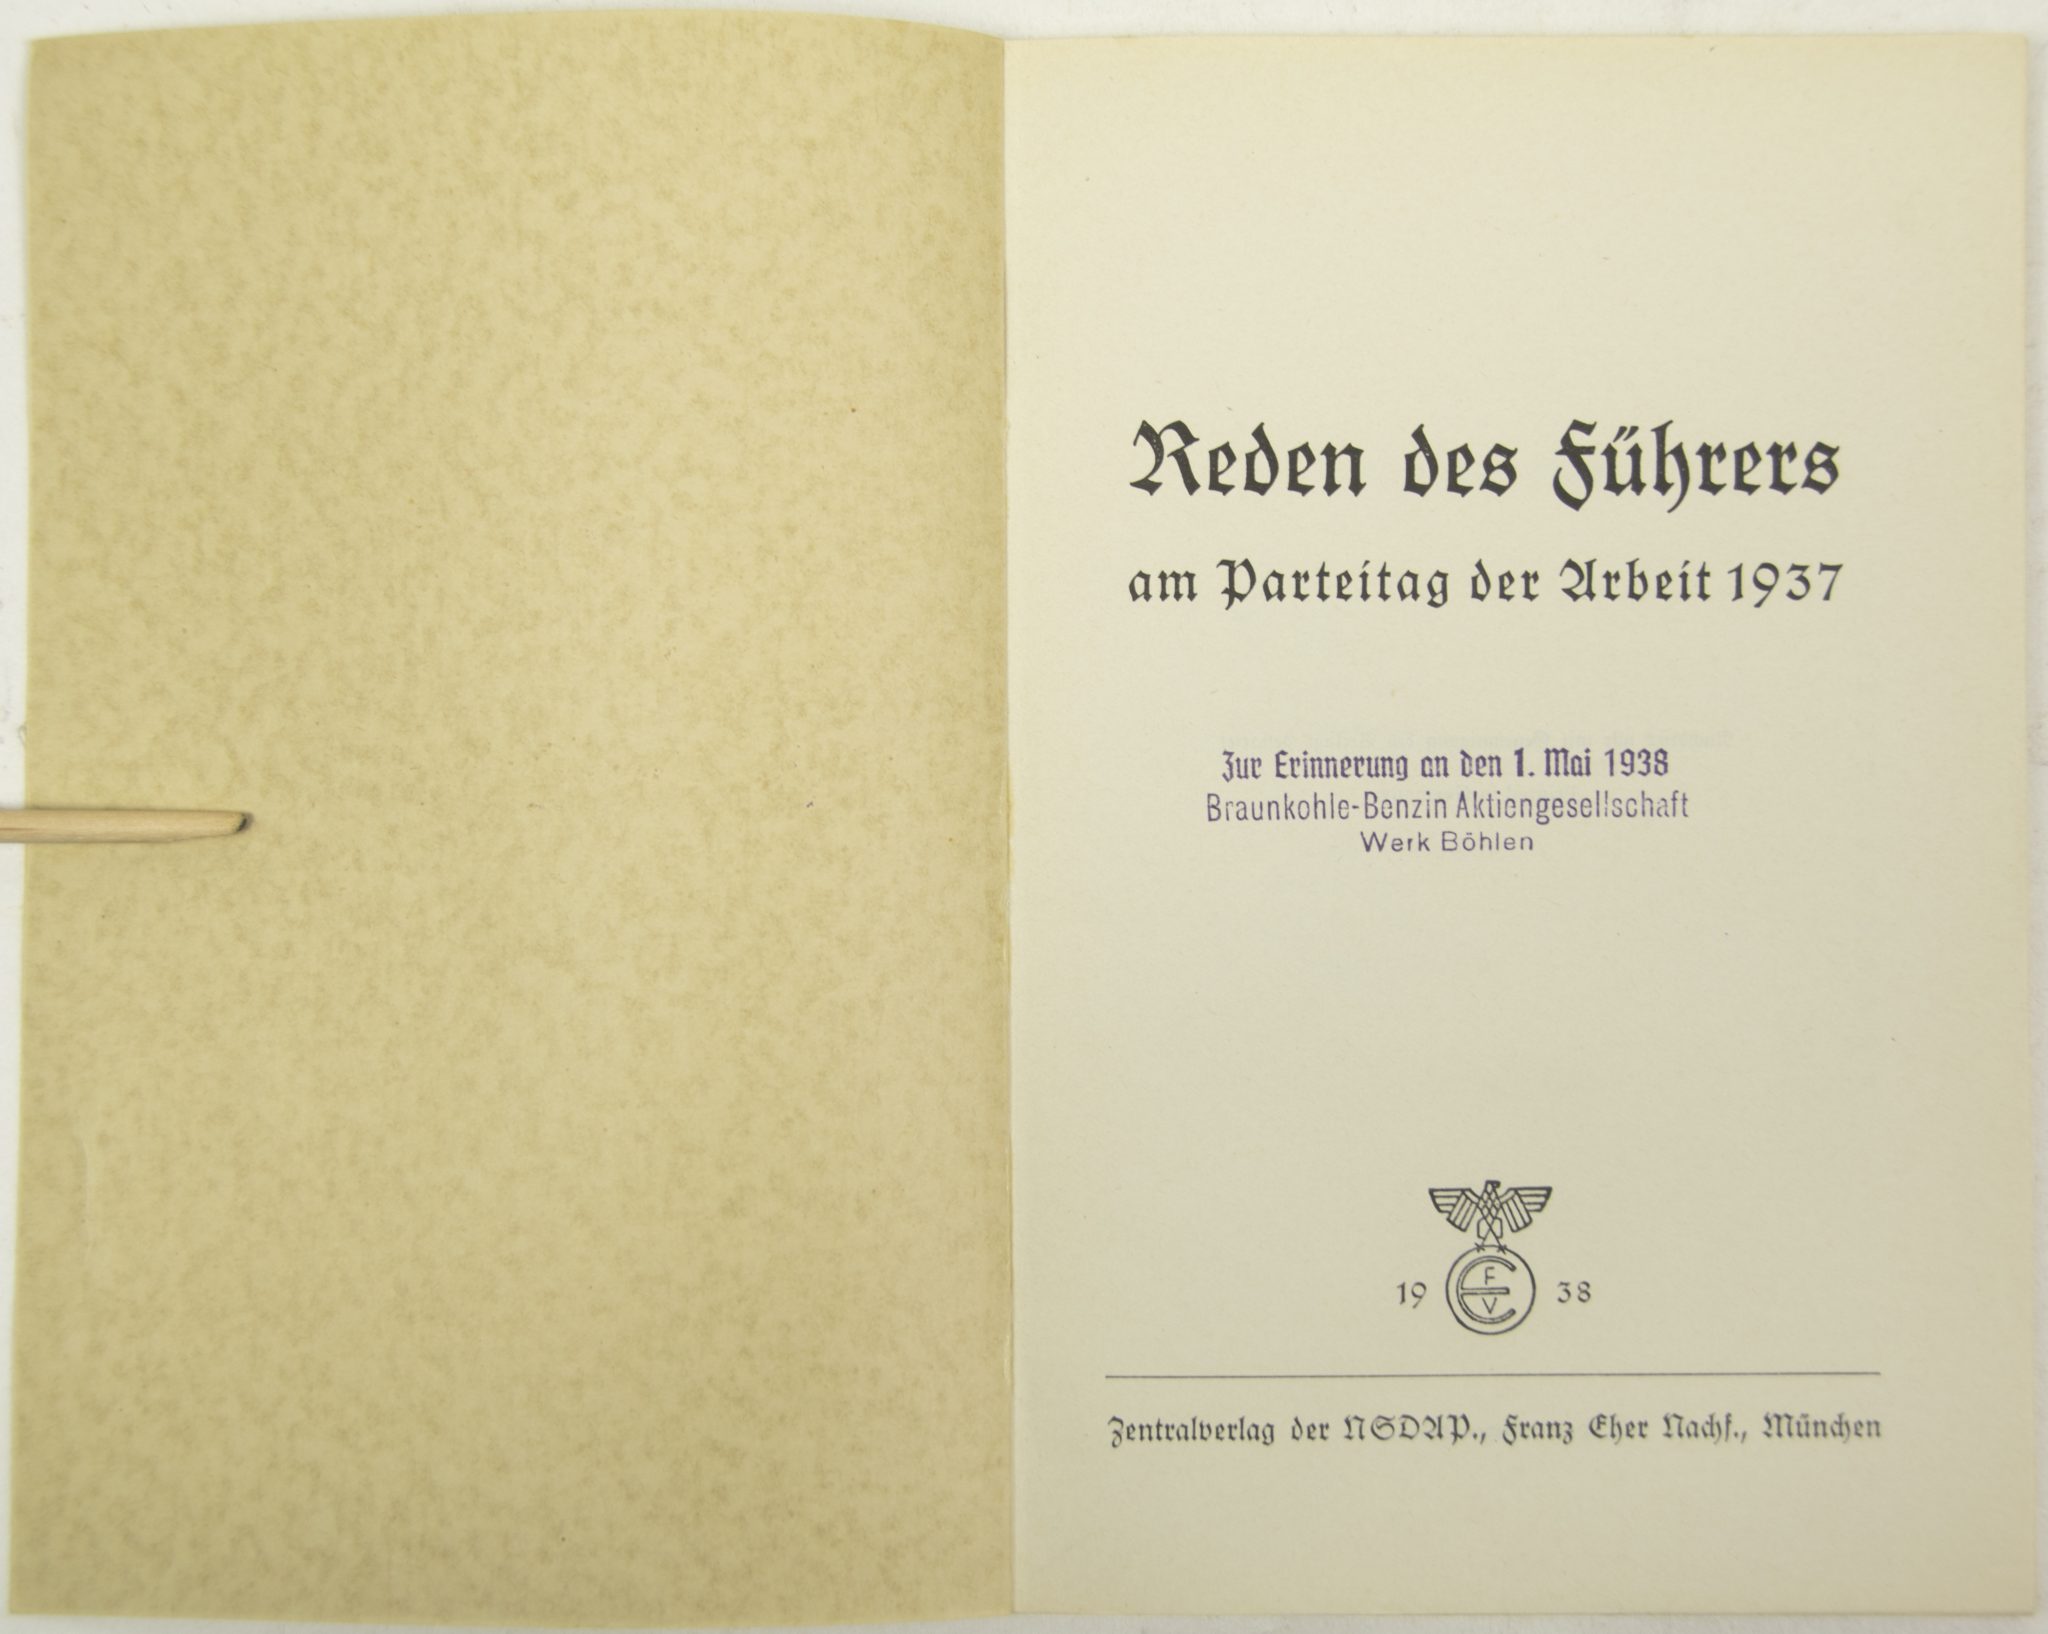 Reden des Führers
am Parteitag der Arbeit 1937
Zur Erinnerung an den 1. Mai 1938
Braunkohle-Benzin Aktiengesellschaft
Werk Böhlen
19 F E V 38
Zentralverlag der NSDAP., Franz Eher Nachf., München